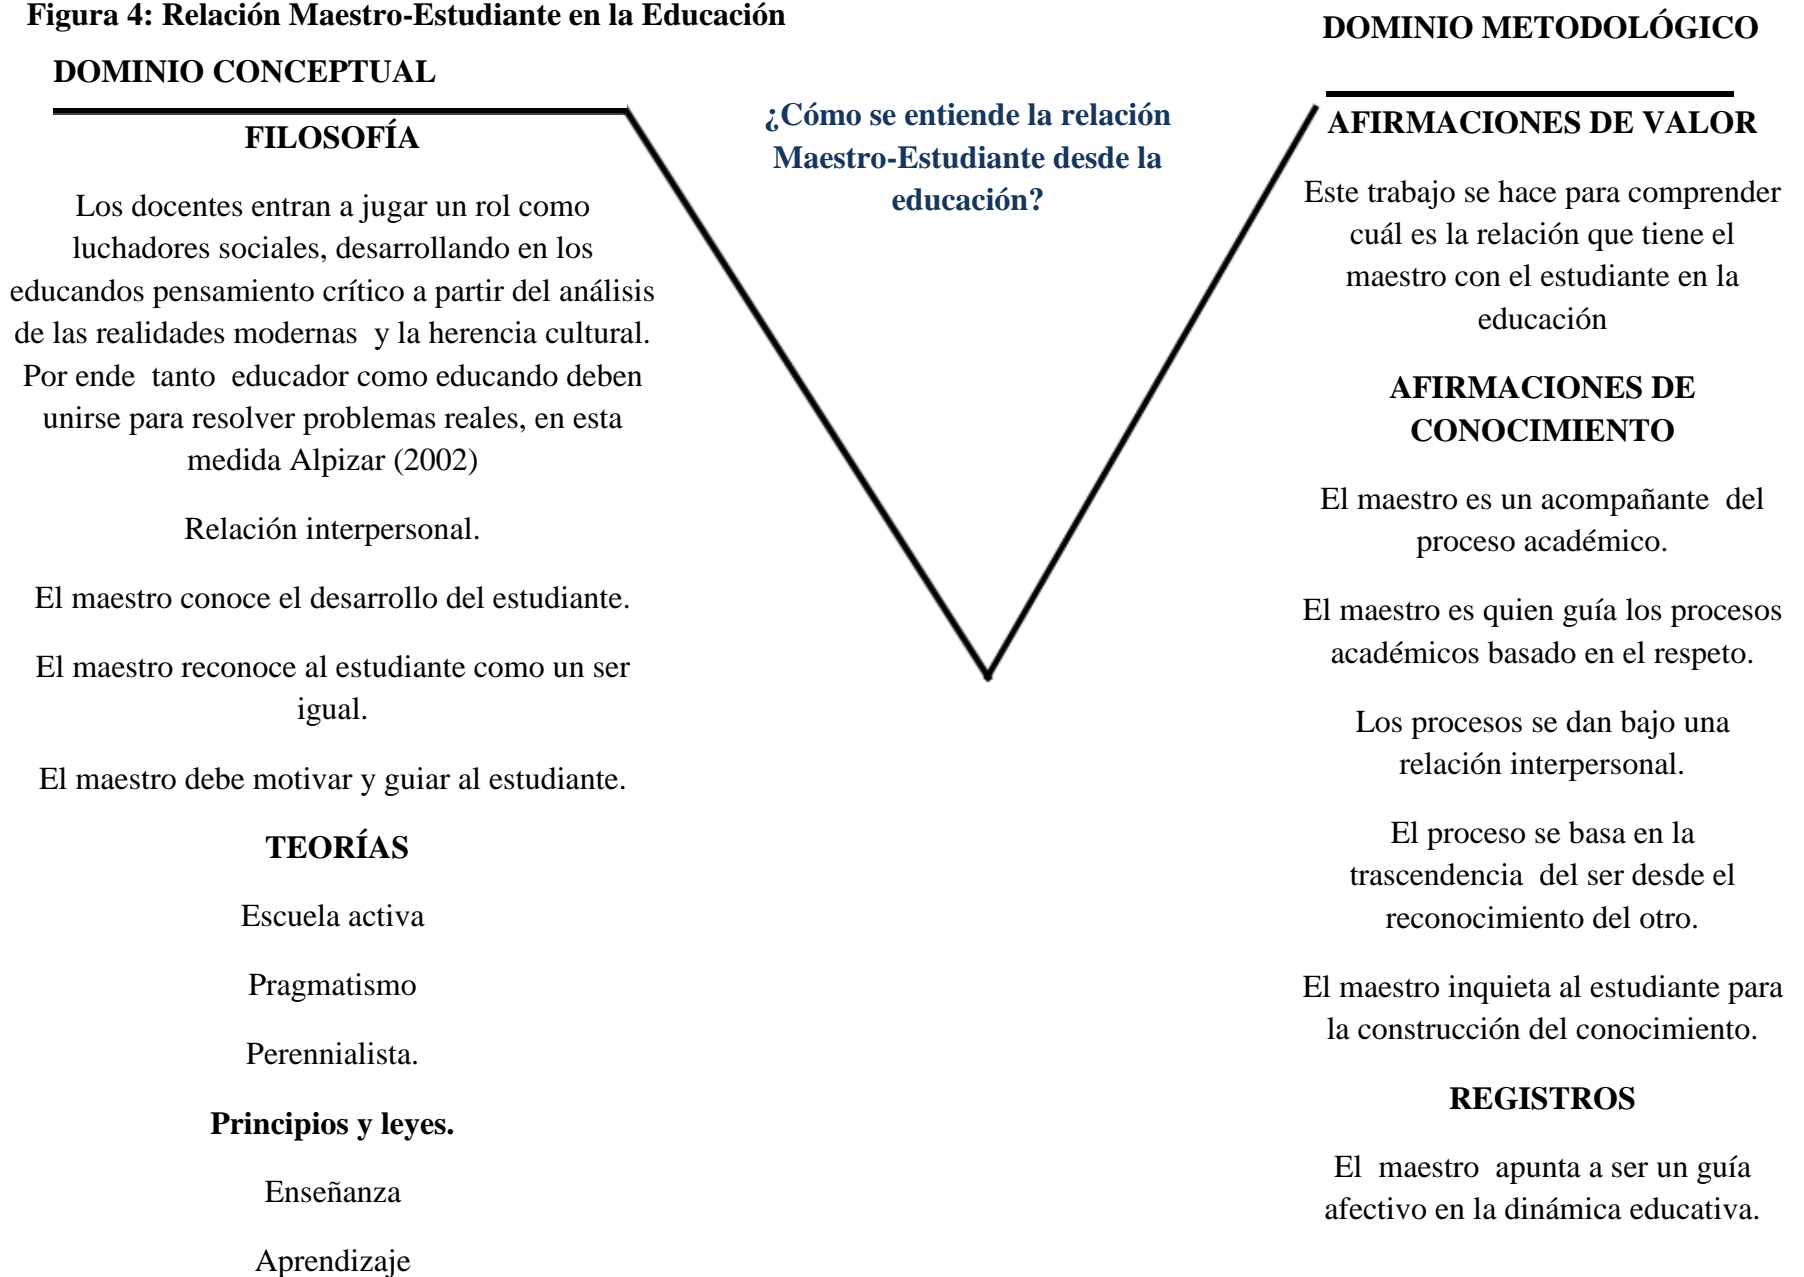 Figura 4: Relación Maestro-Estudiante en la Educación
DOMINIO CONCEPTUAL
FILOSOFÍA
Los docentes entran a jugar un rol como
luchadores sociales, desarrollando en los
educandos pensamiento crítico a partir del análisis
de las realidades modernas  y la herencia cultural.
Por ende  tanto  educador como educando deben
unirse para resolver problemas reales, en esta
medida Alpizar (2002)
Relación interpersonal.
El maestro conoce el desarrollo del estudiante.
El maestro reconoce al estudiante como un ser
igual.
El maestro debe motivar y guiar al estudiante.
TEORÍAS
Escuela activa
Pragmatismo
Perennialista.
Principios y leyes.
Enseñanza
Aprendizaje
¿Cómo se entiende la relación
Maestro-Estudiante desde la
educación?
DOMINIO METODOLÓGICO
AFIRMACIONES DE VALOR
Este trabajo se hace para comprender
cuál es la relación que tiene el
maestro con el estudiante en la
educación
AFIRMACIONES DE
CONOCIMIENTO
El maestro es un acompañante  del
proceso académico.
El maestro es quien guía los procesos
académicos basado en el respeto.
Los procesos se dan bajo una
relación interpersonal.
El proceso se basa en la
trascendencia  del ser desde el
reconocimiento del otro.
El maestro inquieta al estudiante para
la construcción del conocimiento.
REGISTROS
El  maestro  apunta a ser un guía
afectivo en la dinámica educativa.